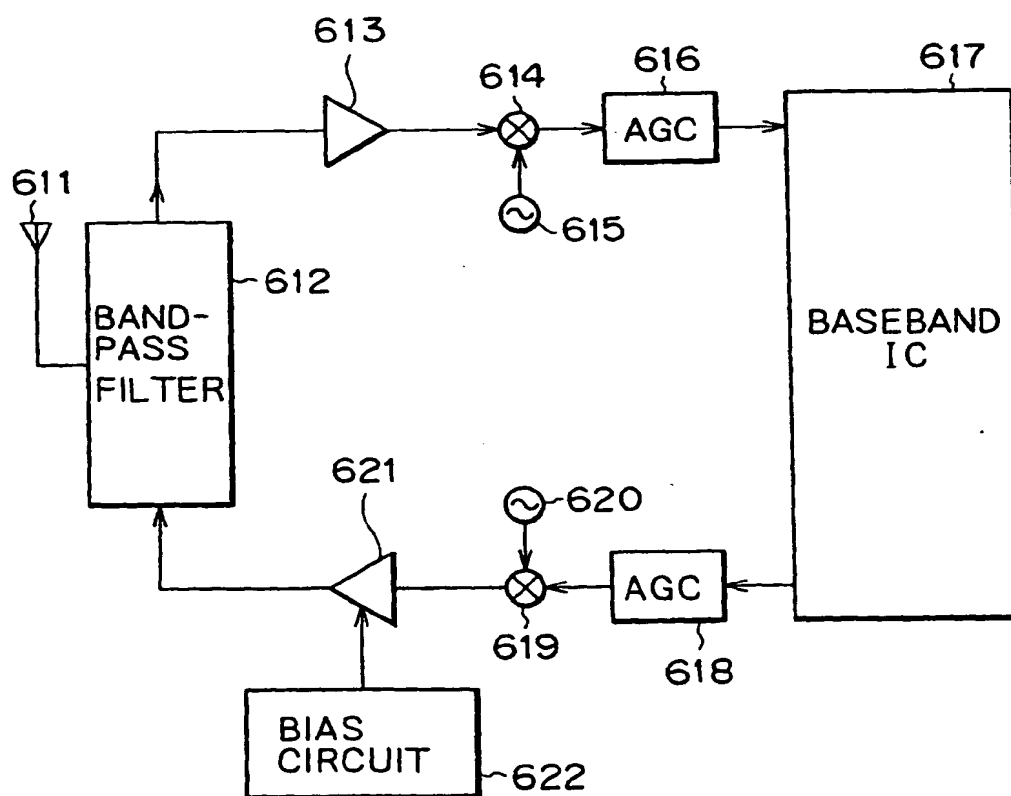 613
614
616
617
AGC
611
615
612
BAND-
PASS
FILTER
BASEBAND
IC
621
620
AGC
619
618
BIAS
CIRCUIT
622